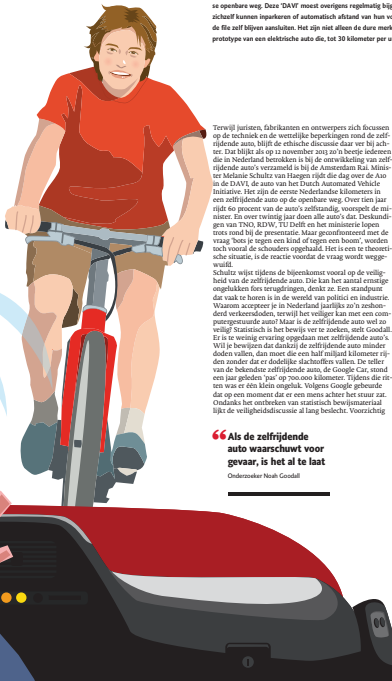 se openbare weg. Deze 'DAVI' moest overigens regelmatig bijg
zichzelf kunnen inparkeren of automatisch afstand van hun vo
de file zelf blijven aansluiten. Het zijn niet alleen de dure merk
prototype van een elektrische auto die, tot 30 kilometer per u
Terwijl juristen, fabrikanten en ontwerpers zich focussen
op de techniek en de wettelijke beperkingen rond de zelf-
rijdende auto, blijft de ethische discussie daar ver bij ach-
ter. Dat blijkt als op 12 november 2013 zo'n beetje iedereen
die in Nederland betrokken is bij de ontwikkeling van zelf-
rijdende auto's verzameld is bij de Amsterdam Rai. Minis-
ter Melanie Schultz van Haegen rijdt die dag over de A10
in de DAVI, de auto van het Dutch Automated Vehicle
Initiative. Het zijn de eerste Nederlandse kilometers in
een zelfrijdende auto op de openbare weg. Over tien jaar
rijdt 60 procent van de auto's zelfstandig, voorspelt de mi-
nister. En over twintig jaar doen alle auto's dat. Deskundi-
gen van TNO, RDW, TU Delft en het ministerie lopen
trots rond bij de presentatie. Maar geconfronteerd met de
vraag 'bots je tegen een kind of tegen een boom', worden
toch vooral de schouders opgehaald. Het is een te theoreti-
sche situatie, is de reactie voordat de vraag wordt wegge-
wuifd.
Schultz wijst tijdens de bijeenkomst vooral op de veilig-
heid van de zelfrijdende auto. Die kan het aantal ernstige
ongelukken fors terugdringen, denkt ze. Een standpunt
dat vaak te horen is in de wereld van politici en industrie.
Waarom accepteer je in Nederland jaarlijks zo'n zeshon-
derd verkeersdoden, terwijl het veiliger kan met een com-
putergestuurde auto? Maar is de zelfrijdende auto wel zo
veilig? Statistisch is het bewijs ver te zoeken, stelt Goodall.
Er is te weinig ervaring opgedaan met zelfrijdende auto's.
Wil je bewijzen dat dankzij de zelfrijdende auto minder
doden vallen, dan moet die een half miljard kilometer rij-
den zonder dat er dodelijke slachtoffers vallen. De teller
van de bekendste zelfrijdende auto, de Google Car, stond
een jaar geleden 'pas' op 700.000 kilometer. Tijdens die rit-
ten was er één klein ongeluk. Volgens Google gebeurde
dat op een moment dat er een mens achter het stuur zat.
Ondanks het ontbreken van statistisch bewijsmateriaal
lijkt de veiligheidsdiscussie al lang beslecht. Voorzichtig
“Als de zelfrijdende
auto waarschuwt voor
gevaar, is het al te laat
Onderzoeker Noah Goodall